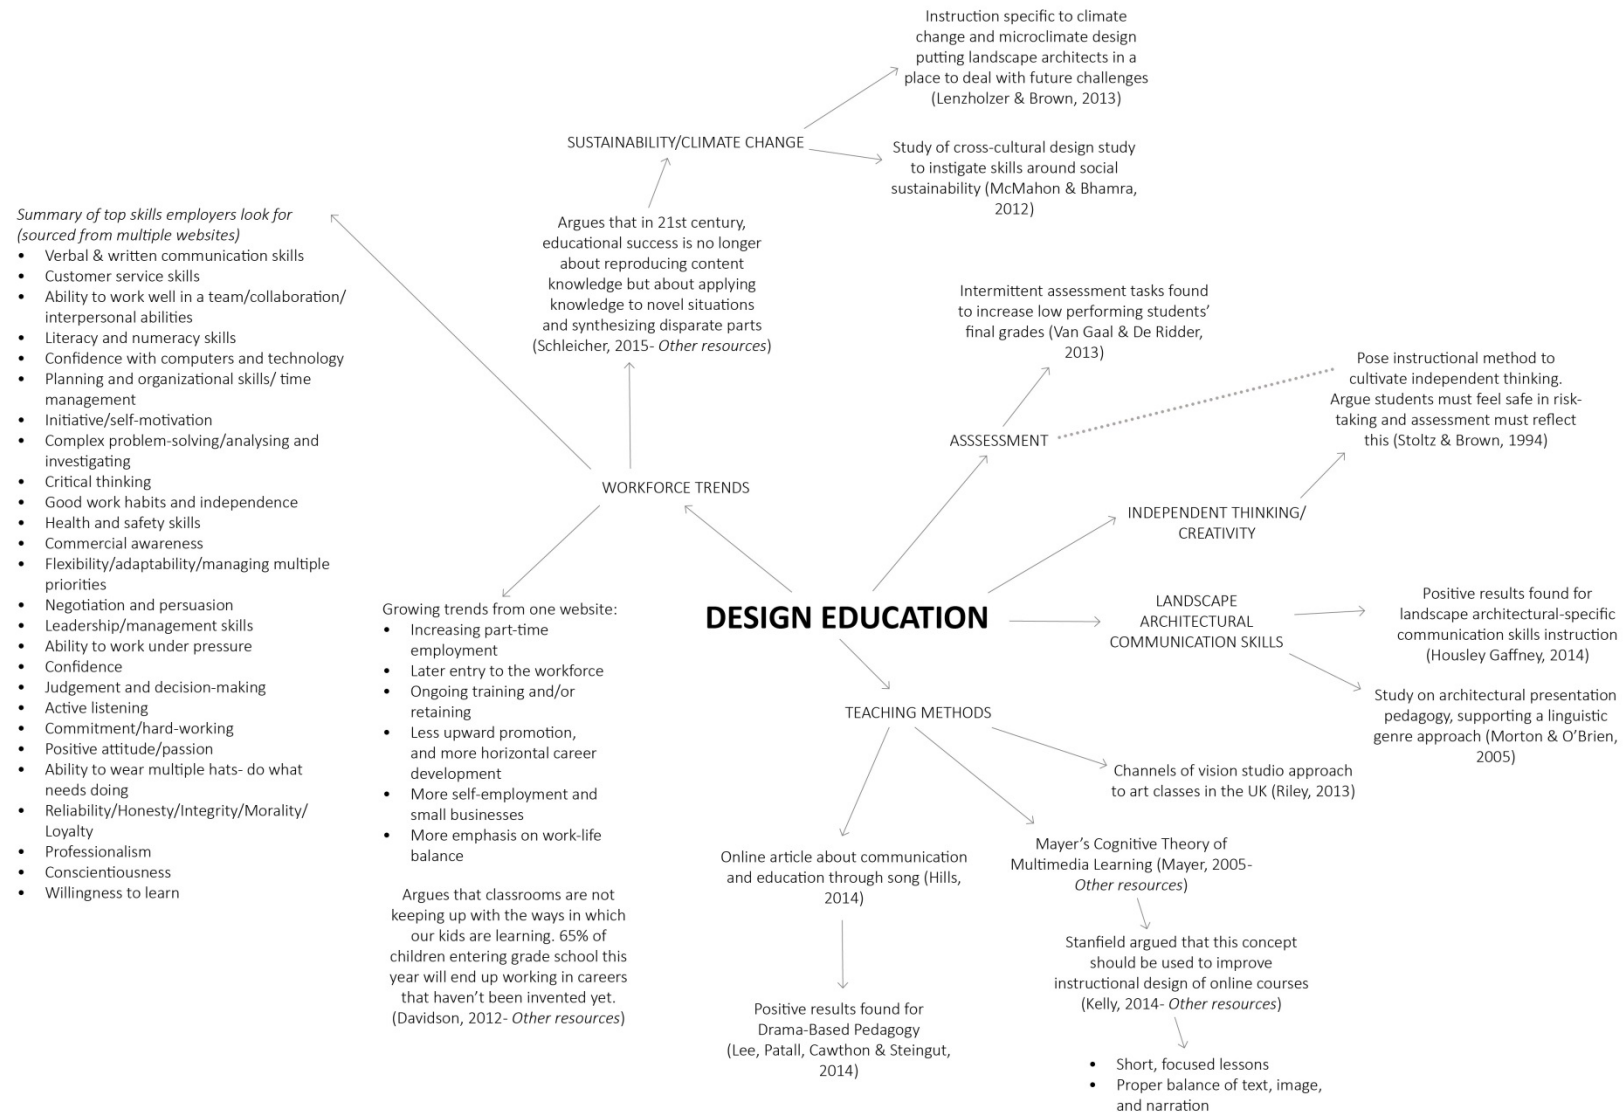 Instruction specific to climate
change and microclimate design
putting landscape architects in a
place to deal with future challenges
(Lenzholzer & Brown, 2013)
SUSTAINABILITY/CLIMATE CHANGE
Study of cross-cultural design study
to instigate skills around social
sustainability (McMahon & Bhamra,
2012)
Summary of top skills employers look for
(sourced from multiple websites)
• Verbal & written communication skills
• Customer service skills
• Ability to work well in a team/collaboration/
interpersonal abilities
• Literacy and numeracy skills
• Confidence with computers and technology
• Planning and organizational skills/ time
management
• Initiative/self-motivation
• Complex problem-solving/analysing and
investigating
• Critical thinking
• Good work habits and independence
• Health and safety skills
• Commercial awareness
• Flexibility/adaptability/managing multiple
priorities
• Negotiation and persuasion
• Leadership/management skills
• Ability to work under pressure
• Confidence
• Judgement and decision-making
• Active listening
• Commitment/hard-working
• Positive attitude/passion
• Ability to wear multiple hats- do what
needs doing
• Reliability/Honesty/Integrity/Morality/
Loyalty
• Professionalism
• Conscientiousness
• Willingness to learn
Argues that in 21st century,
educational success is no longer
about reproducing content
knowledge but about applying
knowledge to novel situations
and synthesizing disparate parts
(Schleicher, 2015- Other resources)
Intermittent assessment tasks found
to increase low performing students'
final grades (Van Gaal & De Ridder,
2013)
Pose instructional method to
cultivate independent thinking.
Argue students must feel safe in risk-
taking and assessment must reflect
this (Stoltz & Brown, 1994)
ASSSESSMENT
WORKFORCE TRENDS
INDEPENDENT THINKING/
CREATIVITY
DESIGN EDUCATION
LANDSCAPE
ARCHITECTURAL
COMMUNICATION SKILLS
Positive results found for
landscape architectural-specific
communication skills instruction
(Housley Gaffney, 2014)
Study on architectural presentation
pedagogy, supporting a linguistic
genre approach (Morton & O'Brien,
2005)
Growing trends from one website:
• Increasing part-time
employment
• Later entry to the workforce
• Ongoing training and/or
retaining
• Less upward promotion,
and more horizontal career
development
• More self-employment and
small businesses
• More emphasis on work-life
balance
Argues that classrooms are not
keeping up with the ways in which
our kids are learning. 65% of
children entering grade school this
year will end up working in careers
that haven't been invented yet.
(Davidson, 2012- Other resources)
TEACHING METHODS
Channels of vision studio approach
to art classes in the UK (Riley, 2013)
Online article about communication
and education through song (Hills,
2014)
Mayer's Cognitive Theory of
Multimedia Learning (Mayer, 2005-
Other resources)
Stanfield argued that this concept
should be used to improve
instructional design of online courses
(Kelly, 2014- Other resources)
Positive results found for
Drama-Based Pedagogy
(Lee, Patall, Cawthon & Steingut,
2014)
• Short, focused lessons
• Proper balance of text, image,
and narration